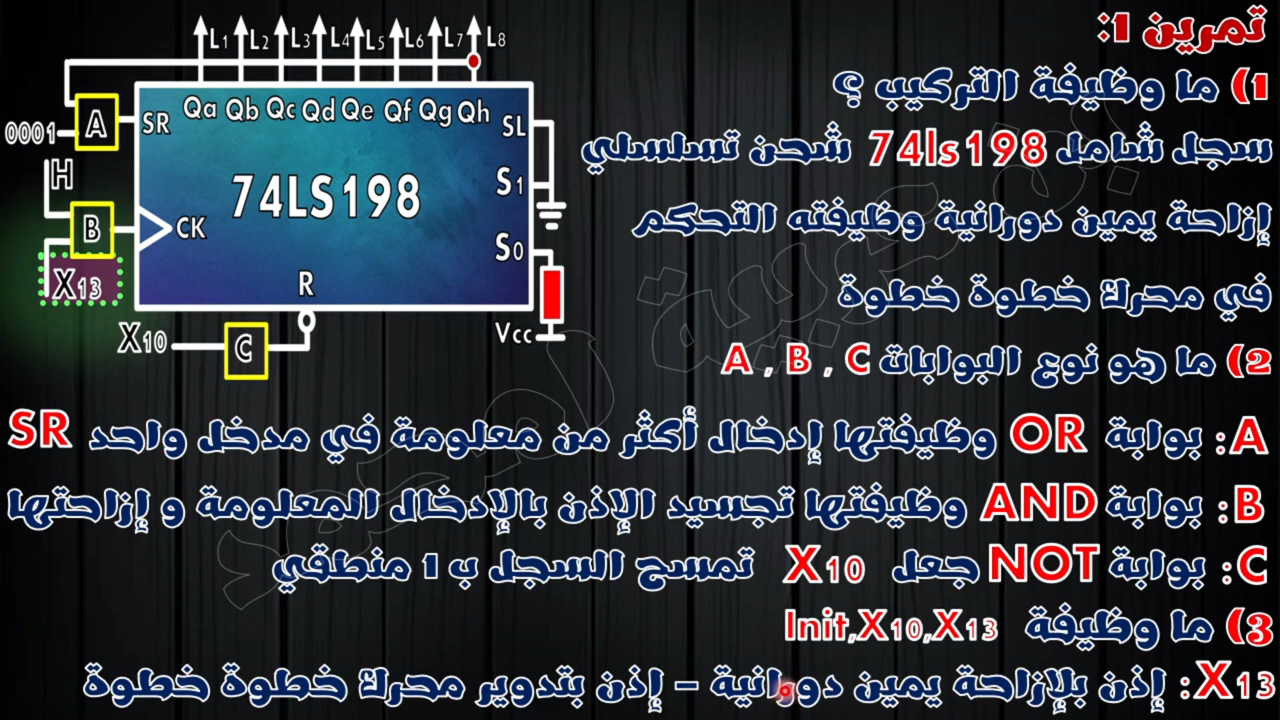 تمرين 1:
1) ما وظيفة التركيب ؟
سجل شامل 74ls198 شحن تسلسلي
إزاحة يمين دورانية وظيفته التحكم
في محرك خطوة خطوة
2) ما هو نوع البوابات A , B , C
A: بوابة OR وظيفتها إدخال أكثر من معلومة في مدخل واحد SR
B: بوابة AND وظيفتها تجسيد الإذن بالإدخال المعلومة و إزاحتها
C: بوابة NOT جعل X10 تمسح السجل ب 1 منطقي
3) ما وظيفة Init,X10,X13
X13: إذن بلإزاحة يمين دورانية – إذن بتدوير محرك خطوة خطوة
L1 L2 L3 L4 L5 L6 L7 L8
Qa Qb Qc Qd Qe Qf Qg Qh
0001 A SR SL
H
74LS198 S1
B CK
X13 S0
R
X10 C Vcc